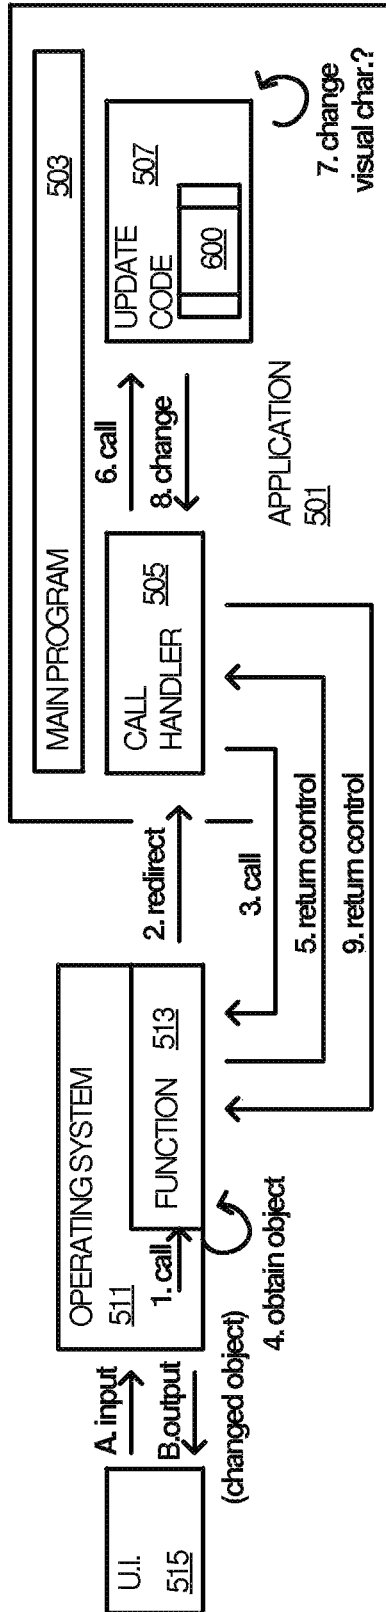 U.I.
515
A. input
B.output
(changed object)
OPERATING SYSTEM
511
1. call
FUNCTION 513
4. obtain object
2. redirect
3. call
5. return control
9. return control
MAIN PROGRAM 503
CALL
HANDLER 505
6. call
8. change
UPDATE
CODE 507
600
APPLICATION
501
7. change
visual char.?